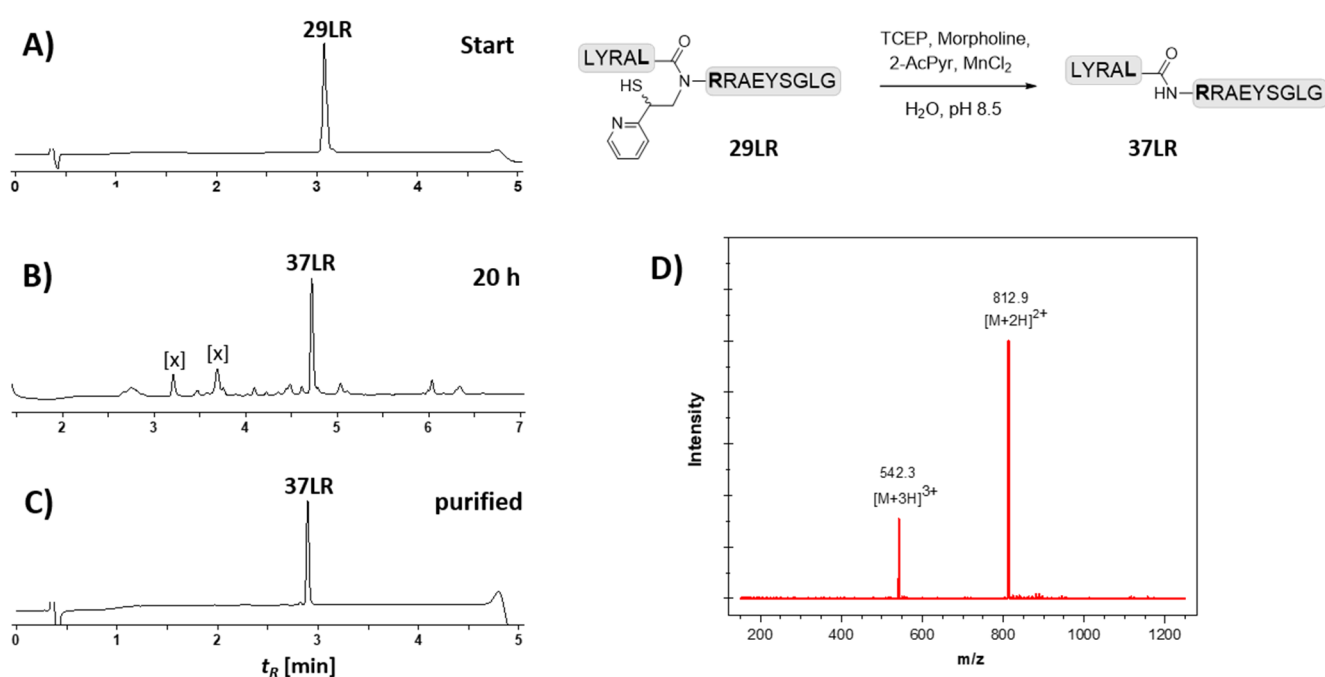 A)
29LR
Start
0 1 2 3 4 5
B)
37LR
20 h
[x]
[x]
2 3 4 5 6 7
C)
37LR
purified
0 1 2 3 4 5
tR [min]
LYRAL
O
N
RRAEYSGLG
HS
N
29LR
TCEP, Morpholine,
2-AcPyr, MnCl2
H2O, pH 8.5
LYRAL
O
HN
RRAEYSGLG
37LR
D)
812.9
[M+2H]2+
542.3
[M+3H]3+
Intensity
200 400 600 800 1000 1200
m/z